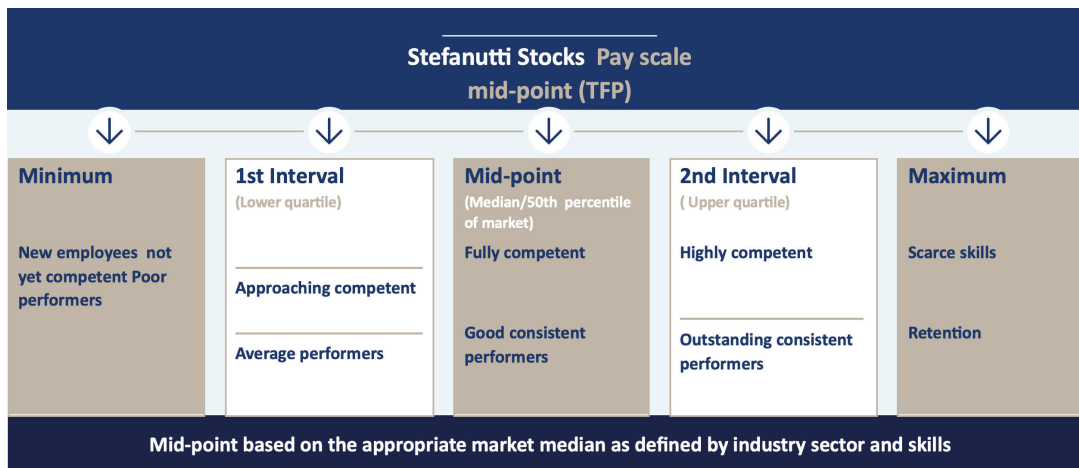 Stefanutti Stocks Pay scale
mid-point (TFP)
Minimum
New employees not
yet competent Poor
performers
1st Interval
(Lower quartile)
Approaching competent
Average performers
Mid-point
(Median/50th percentile
of market)
Fully competent
Good consistent
performers
2nd Interval
( Upper quartile)
Highly competent
Outstanding consistent
performers
Maximum
Scarce skills
Retention
Mid-point based on the appropriate market median as defined by industry sector and skills